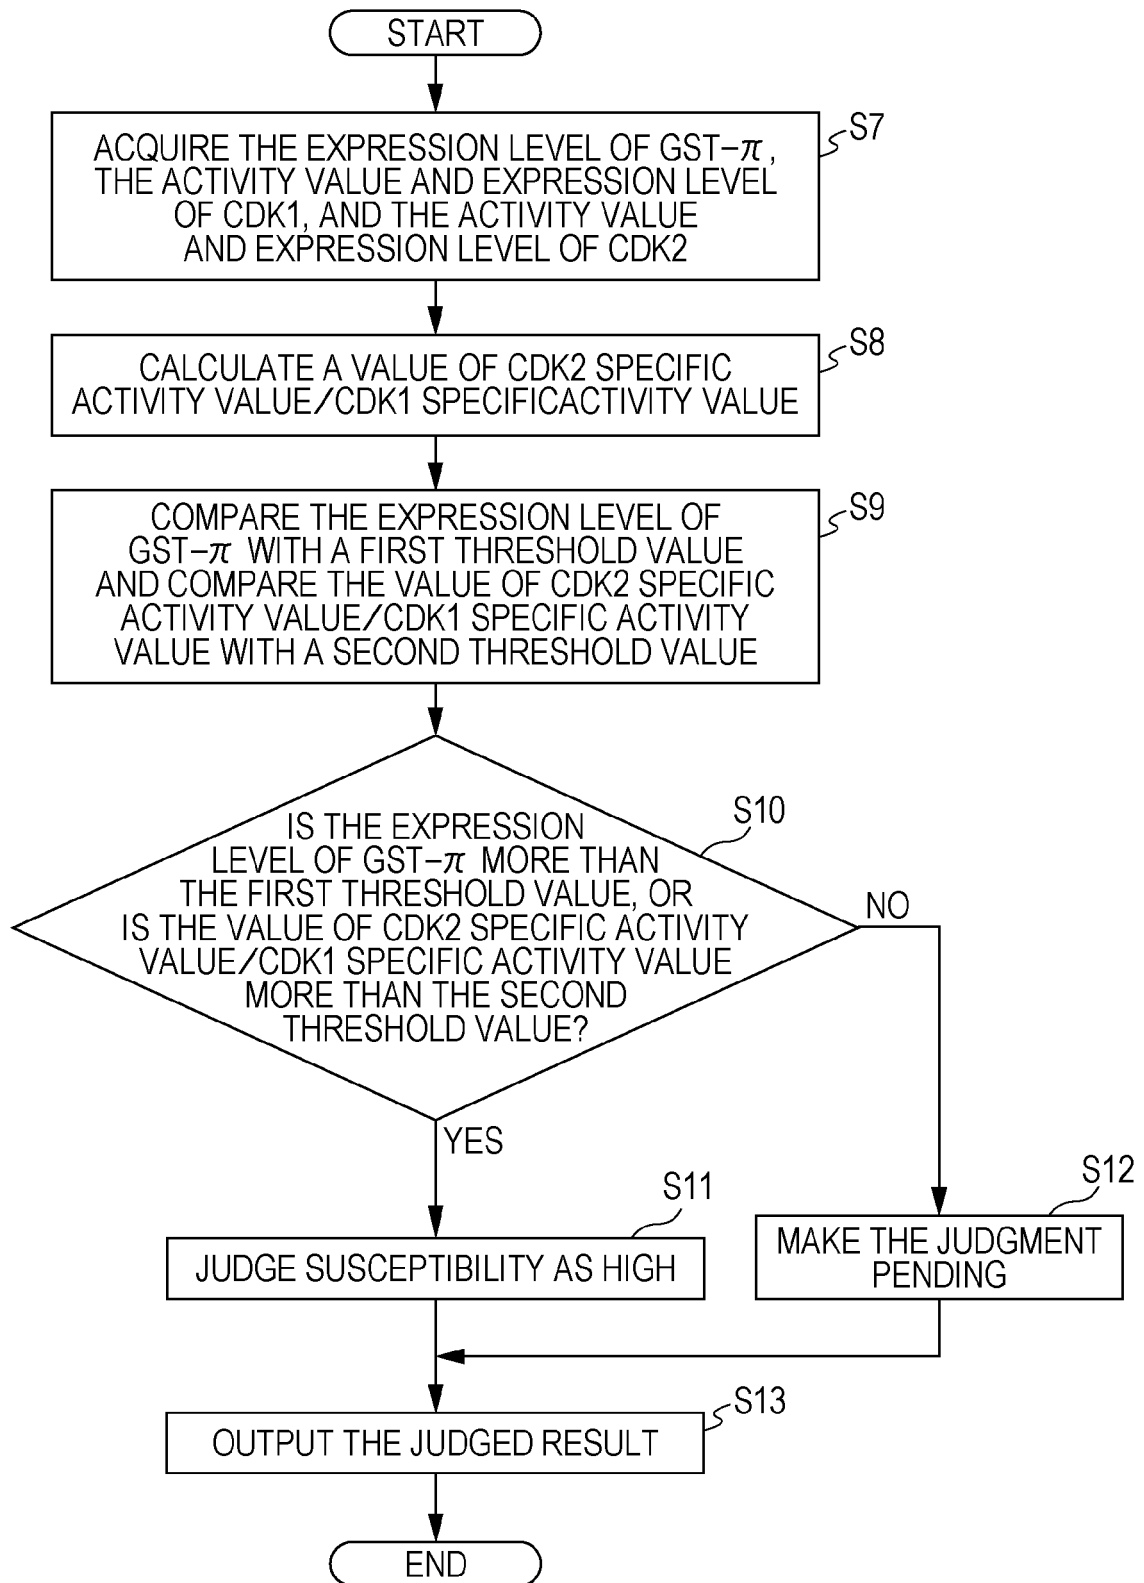 START
S7
ACQUIRE THE EXPRESSION LEVEL OF GST-π,
THE ACTIVITY VALUE AND EXPRESSION LEVEL
OF CDK1, AND THE ACTIVITY VALUE
AND EXPRESSION LEVEL OF CDK2
S8
CALCULATE A VALUE OF CDK2 SPECIFIC
ACTIVITY VALUE/CDK1 SPECIFICACTIVITY VALUE
S9
COMPARE THE EXPRESSION LEVEL OF
GST-π WITH A FIRST THRESHOLD VALUE
AND COMPARE THE VALUE OF CDK2 SPECIFIC
ACTIVITY VALUE/CDK1 SPECIFIC ACTIVITY
VALUE WITH A SECOND THRESHOLD VALUE
S10
IS THE EXPRESSION
LEVEL OF GST-π MORE THAN
THE FIRST THRESHOLD VALUE, OR
IS THE VALUE OF CDK2 SPECIFIC ACTIVITY
VALUE/CDK1 SPECIFIC ACTIVITY VALUE
MORE THAN THE SECOND
THRESHOLD VALUE?
NO
YES
S11
JUDGE SUSCEPTIBILITY AS HIGH
S12
MAKE THE JUDGMENT
PENDING
S13
OUTPUT THE JUDGED RESULT
END